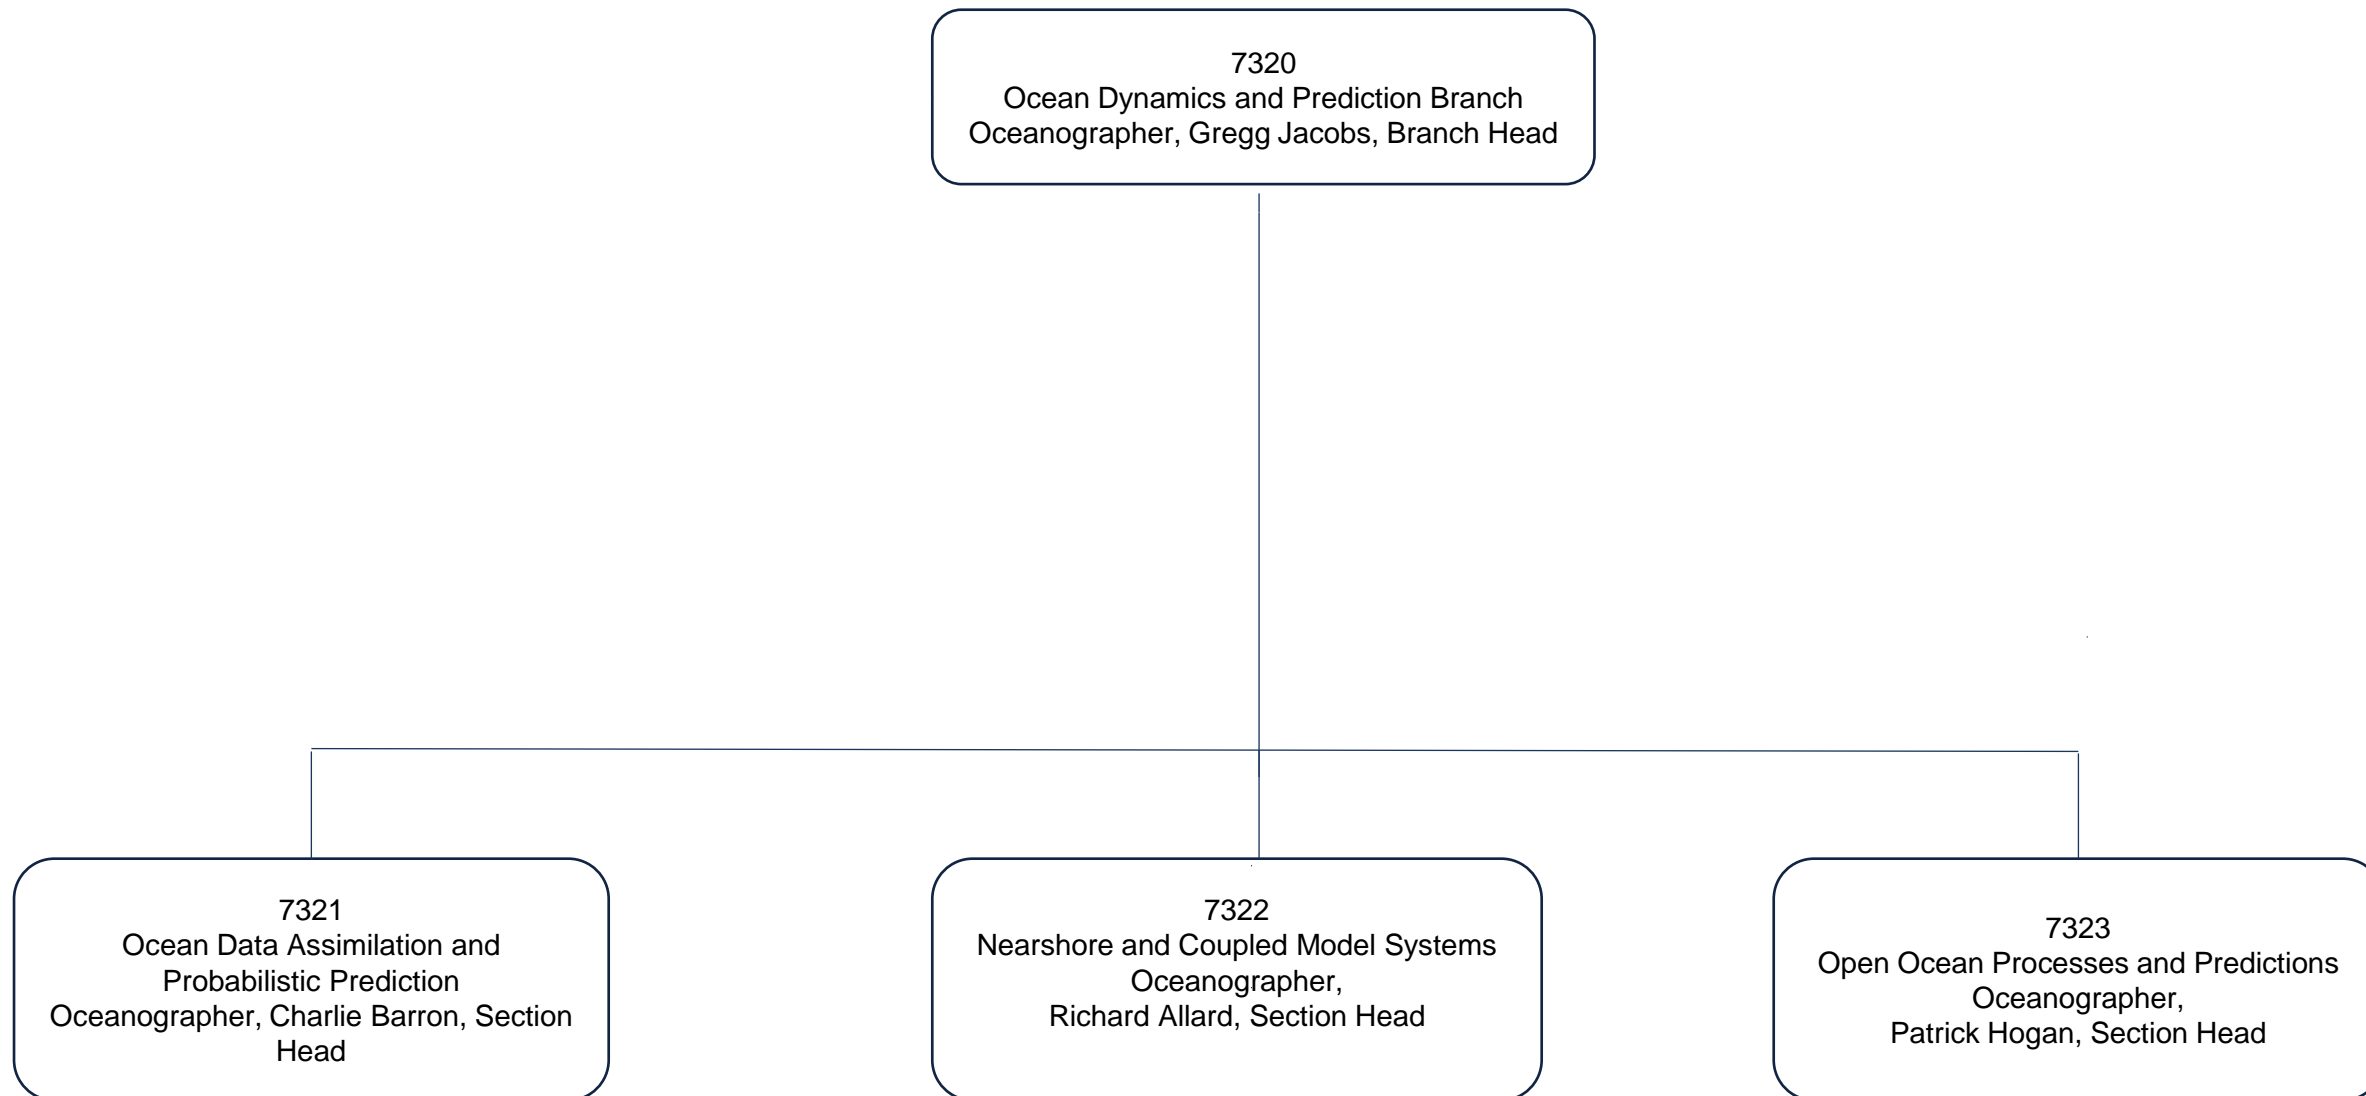 7320
Ocean Dynamics and Prediction Branch
Oceanographer, Gregg Jacobs, Branch Head
7321
Ocean Data Assimilation and
Probabilistic Prediction
Oceanographer, Charlie Barron, Section
Head
7322
Nearshore and Coupled Model Systems
Oceanographer,
Richard Allard, Section Head
7323
Open Ocean Processes and Predictions
Oceanographer,
Patrick Hogan, Section Head